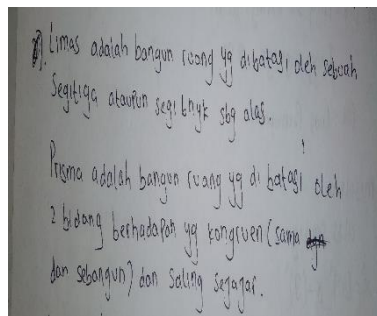 Limas adalah bangun ruang yg dibatasi oleh sebuah
Segitiga ataupun segi bnyk sbg alas.
Prisma adalah bangun ruang yg di batasi oleh
2 bidang berhadapan yg kongruen (sama
dan sebangun) dan saling sejajar.